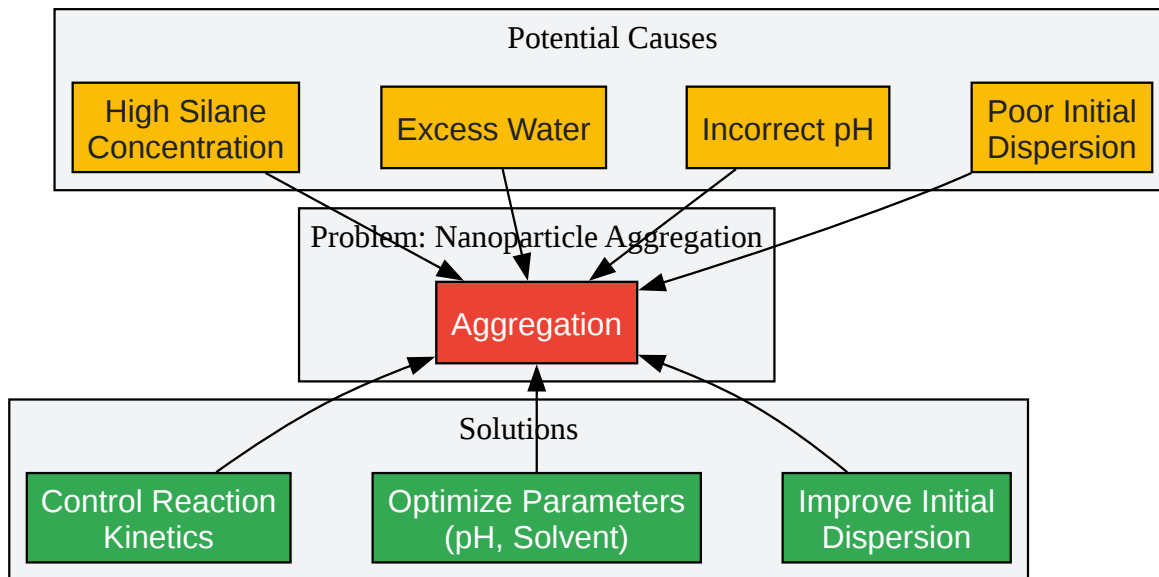 Potential Causes
High Silane
Concentration
Excess Water
Incorrect pH
Poor Initial
Dispersion
Problem: Nanoparticle Aggregation
Aggregation
Solutions
Control Reaction
Kinetics
Optimize Parameters
(pH, Solvent)
Improve Initial
Dispersion